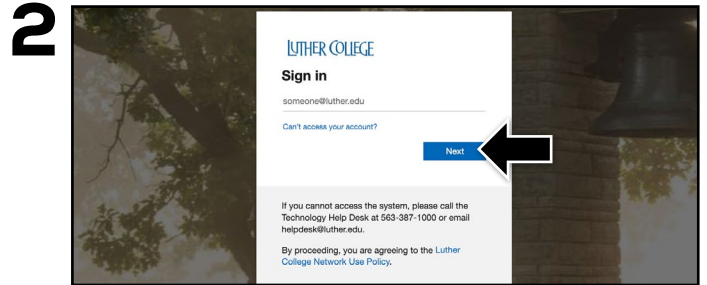 2
LUTHER COLLEGE
Sign in
someone@luther.edu
Can't access your account?
Next
If you cannot access the system, please call the
Technology Help Desk at 563-387-1000 or email
helpdesk@luther.edu.
By proceeding, you are agreeing to the Luther
College Network Use Policy.